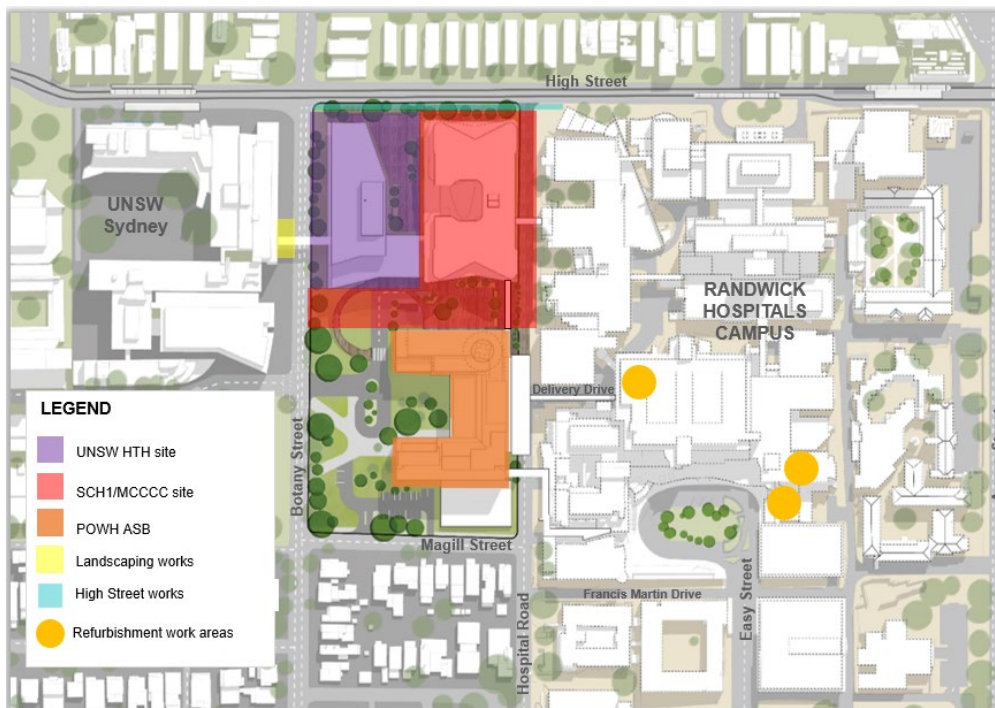 High Street
UNSW
Sydney
RANDWICK
HOSPITALS
CAMPUS
Delivery Drive
LEGEND
UNSW HTH site
SCH1/MCCCC site
POWH ASB
Landscaping works
High Street works
Refurbishment work areas
Botany Street
Magill Street
Hospital Road
Francis Martin Drive
Easy Street